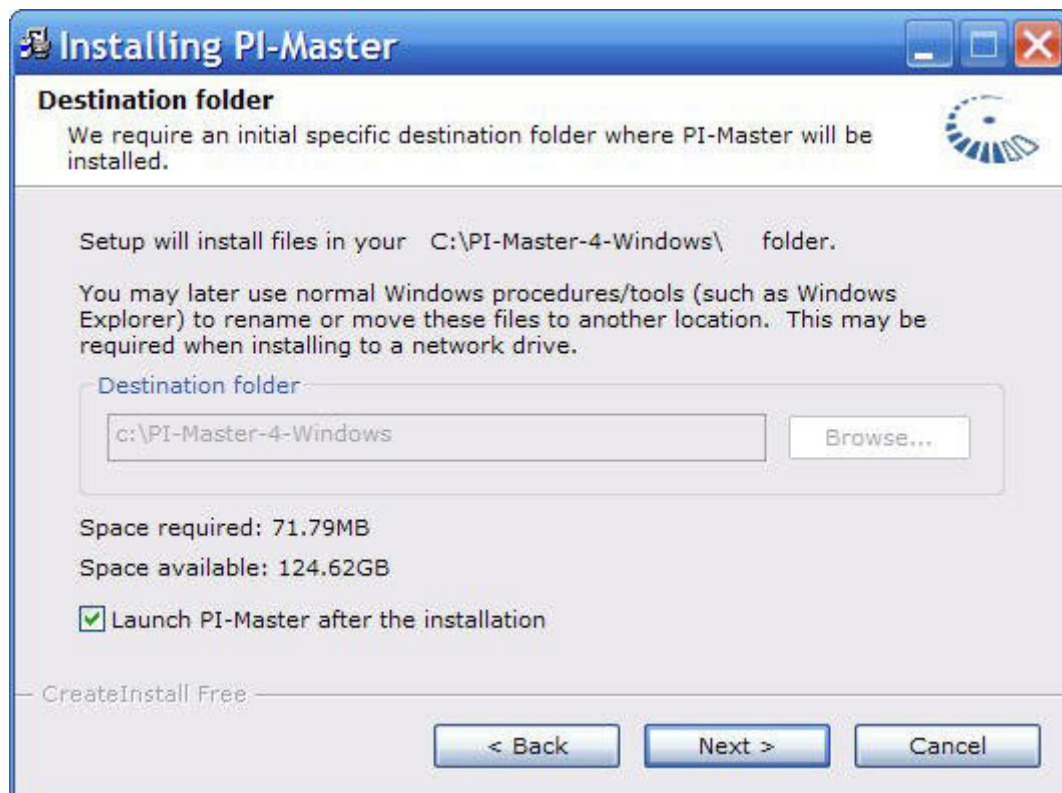 Installing PI-Master
Destination folder
We require an initial specific destination folder where PI-Master will be
installed.
Setup will install files in your C:\PI-Master-4-Windows\ folder.
You may later use normal Windows procedures/tools (such as Windows
Explorer) to rename or move these files to another location. This may be
required when installing to a network drive.
Destination folder
c:\PI-Master-4-Windows
Browse...
Space required: 71.79MB
Space available: 124.62GB
Launch PI-Master after the installation
CreateInstall Free
< Back Next > Cancel